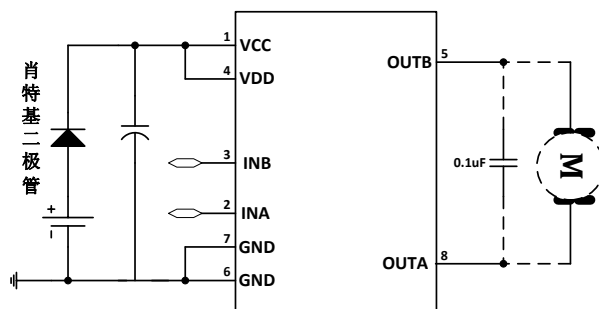 肖特基二极管
+
-
1 VCC
4 VDD
3 INB
2 INA
7 GND
6 GND
OUTB 5
OUTA 8
0.1uF
M